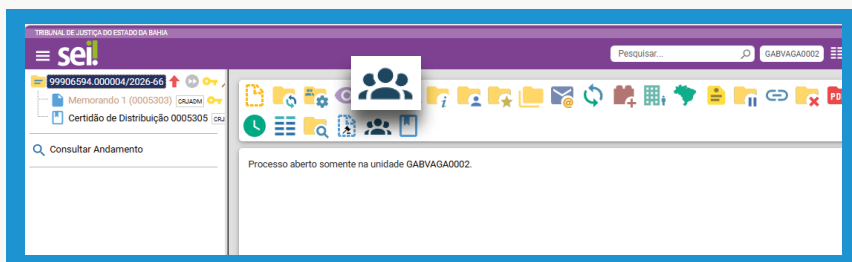 TRIBUNAL DE JUSTIÇA DO ESTADO DA BAHIA
sei!
Pesquisar...
GABVAGA0002
99906594.000004/2026-66
Memorando 1 (0005303) CRJADM
Certidão de Distribuição 0005305 CRJ
Consultar Andamento
Processo aberto somente na unidade GABVAGA0002.